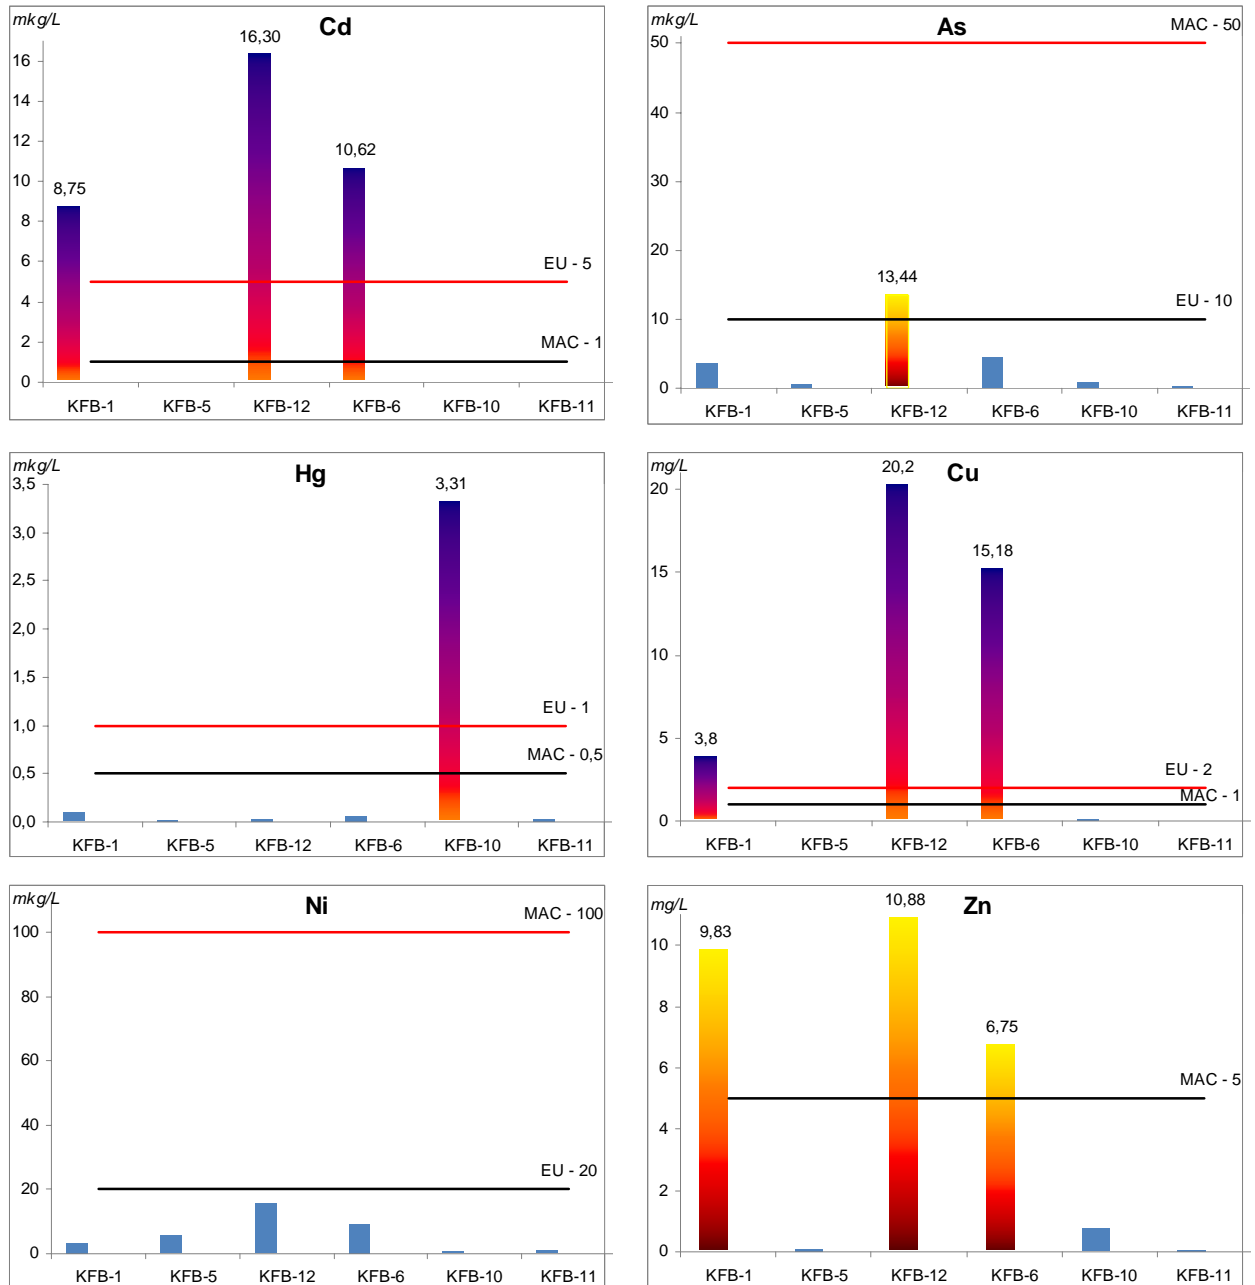 mkg/L
Cd
16,30
16
14
12
10,62
10
8,75
8
6
EU - 5
4
2
MAC - 1
0
KFB-1 KFB-5 KFB-12 KFB-6 KFB-10 KFB-11
mkg/L
As
MAC - 50
50
40
30
20
13,44
EU - 10
10
0
KFB-1 KFB-5 KFB-12 KFB-6 KFB-10 KFB-11
mkg/L
Hg
3,5
3,31
3,0
2,5
2,0
1,5
EU - 1
1,0
MAC - 0,5
0,5
0,0
KFB-1 KFB-5 KFB-12 KFB-6 KFB-10 KFB-11
mg/L
Cu
20,2
20
15,18
15
10
5
3,8
EU - 2
MAC - 1
0
KFB-1 KFB-5 KFB-12 KFB-6 KFB-10 KFB-11
mkg/L
Ni
MAC - 100
100
80
60
40
EU - 20
20
0
KFB-1 KFB-5 KFB-12 KFB-6 KFB-10 KFB-11
mg/L
Zn
10,88
10
9,83
8
6,75
6
MAC - 5
4
2
0
KFB-1 KFB-5 KFB-12 KFB-6 KFB-10 KFB-11